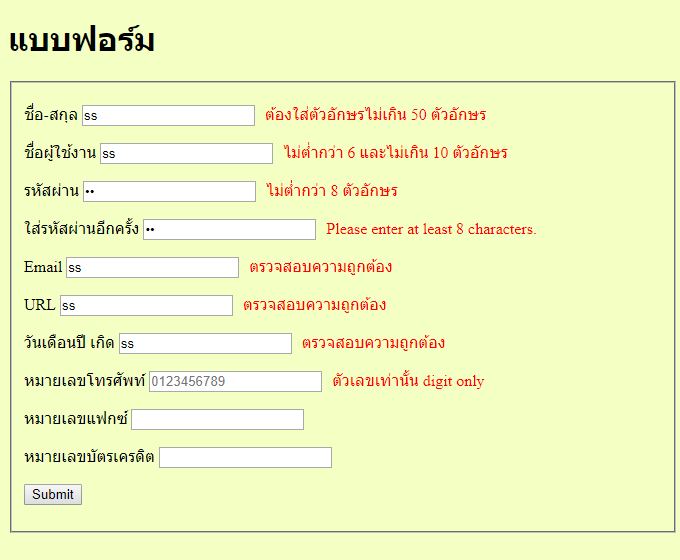 แบบฟอร์ม
ชื่อ-สกุล ss ต้องใส่ตัวอักษรไม่เกิน 50 ตัวอักษร
ชื่อผู้ใช้งาน ss ไม่ต่ำกว่า 6 และไม่เกิน 10 ตัวอักษร
รหัสผ่าน •• ไม่ต่ำกว่า 8 ตัวอักษร
ใส่รหัสผ่านอีกครั้ง •• Please enter at least 8 characters.
Email ss ตรวจสอบความถูกต้อง
URL ss ตรวจสอบความถูกต้อง
วันเดือนปี เกิด ss ตรวจสอบความถูกต้อง
หมายเลขโทรศัพท์ 0123456789 ตัวเลขเท่านั้น digit only
หมายเลขแฟกซ์
หมายเลขบัตรเครดิต
Submit